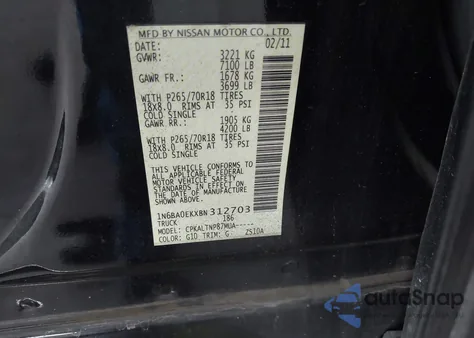 MFD BY NISSAN MOTOR CO., LTD.
DATE: 02/11
GVWR: 3221 KG
7100 LB
GAWR FR: 1678 KG
3699 LB
WITH P265/70R18 TIRES
18X8.0 RIMS AT 35 PSI
COLD SINGLE
GAWR RR: 1905 KG
4200 LB
WITH P265/70R18 TIRES
18X8.0 RIMS AT 35 PSI
COLD SINGLE
THIS VEHICLE CONFORMS TO
ALL APPLICABLE FEDERAL
MOTOR VEHICLE SAFETY
STANDARDS IN EFFECT ON
THE DATE OF MANUFACTURE
SHOWN ABOVE.
1N6BA0EKXBN312703
TRUCK 186
MODEL: CPKALTNP87MUA-----
COLOR: G10 TRIM: G ZS10A
autoSnap